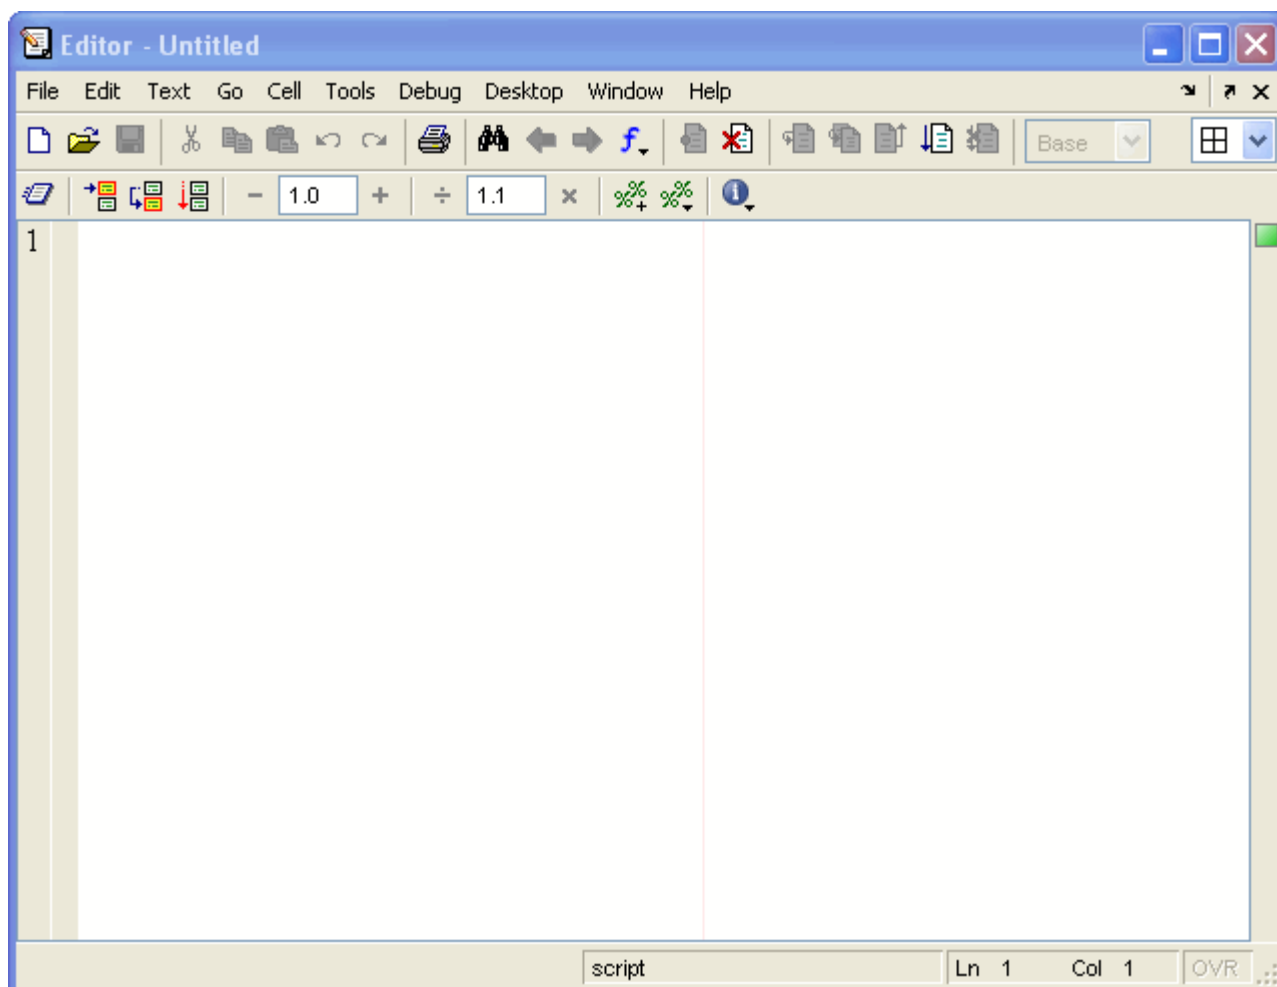 Editor - Untitled
File Edit Text Go Cell Tools Debug Desktop Window Help
Base
1.0 1.1
1
script Ln 1 Col 1 OVR